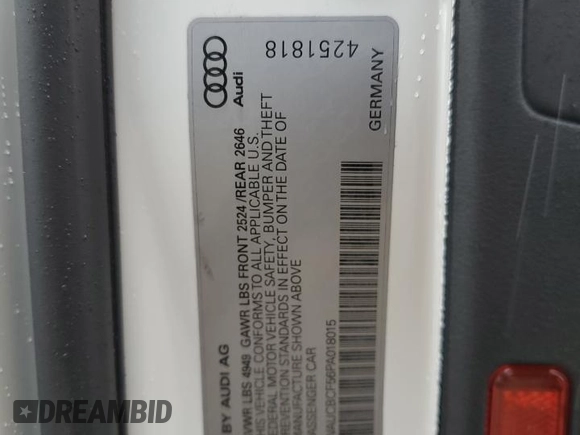 BY AUDI AG
GVWR LBS 4949 GAWR LBS FRONT 2524 /REAR 2646
THIS VEHICLE CONFORMS TO ALL APPLICABLE U.S.
FEDERAL MOTOR VEHICLE SAFETY, BUMPER AND THEFT
PREVENTION STANDARDS IN EFFECT ON THE DATE OF
MANUFACTURE SHOWN ABOVE
PASSENGER CAR
WAUCBCF56PA018015
Audi
4251818
GERMANY
DREAMBID